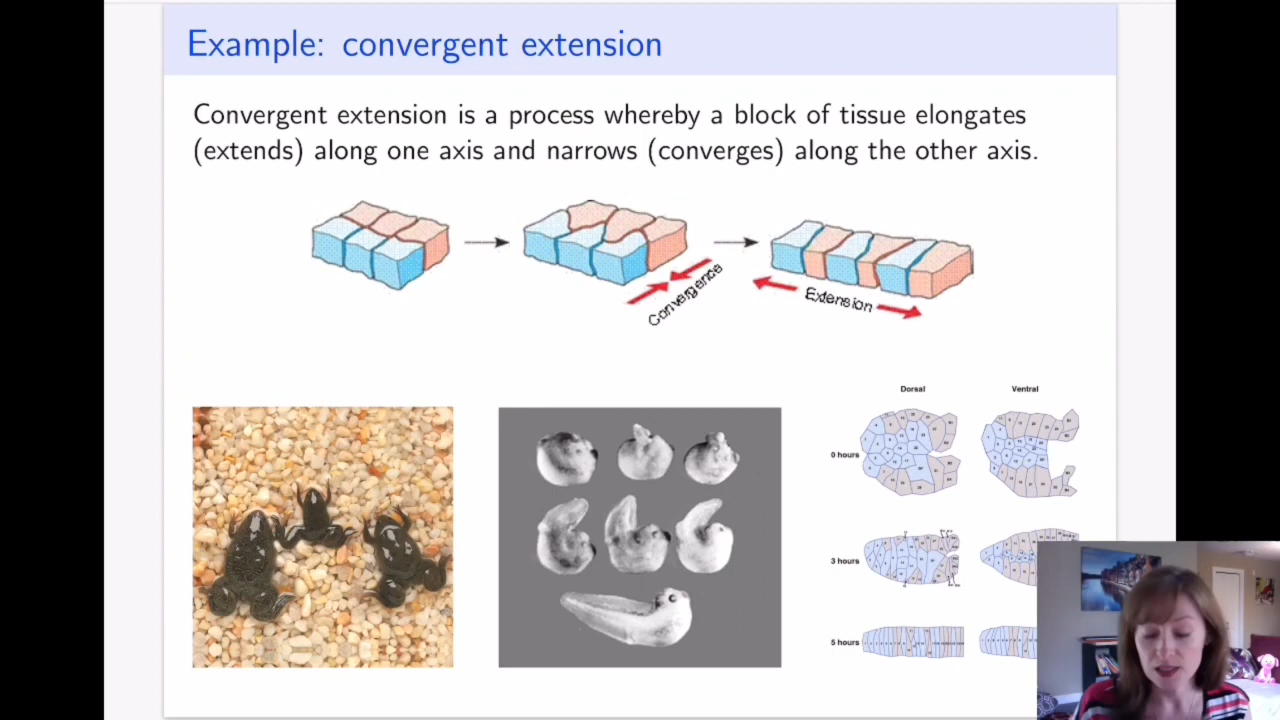 Example: convergent extension
Convergent extension is a process whereby a block of tissue elongates
(extends) along one axis and narrows (converges) along the other axis.
Convergence
Extension
Dorsal
Ventral
0 hours
3 hours
5 hours